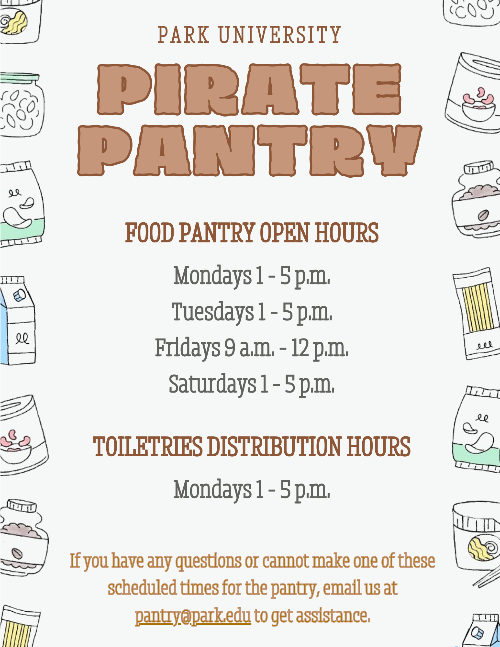 PARK UNIVERSITY
PIRATE
PANTRY
FOOD PANTRY OPEN HOURS
Mondays 1 - 5 p.m.
Tuesdays 1 - 5 p.m.
Fridays 9 a.m. - 12 p.m.
Saturdays 1 - 5 p.m.
TOILETRIES DISTRIBUTION HOURS
Mondays 1 - 5 p.m.
If you have any questions or cannot make one of these
scheduled times for the pantry, email us at
pantry@park.edu to get assistance.